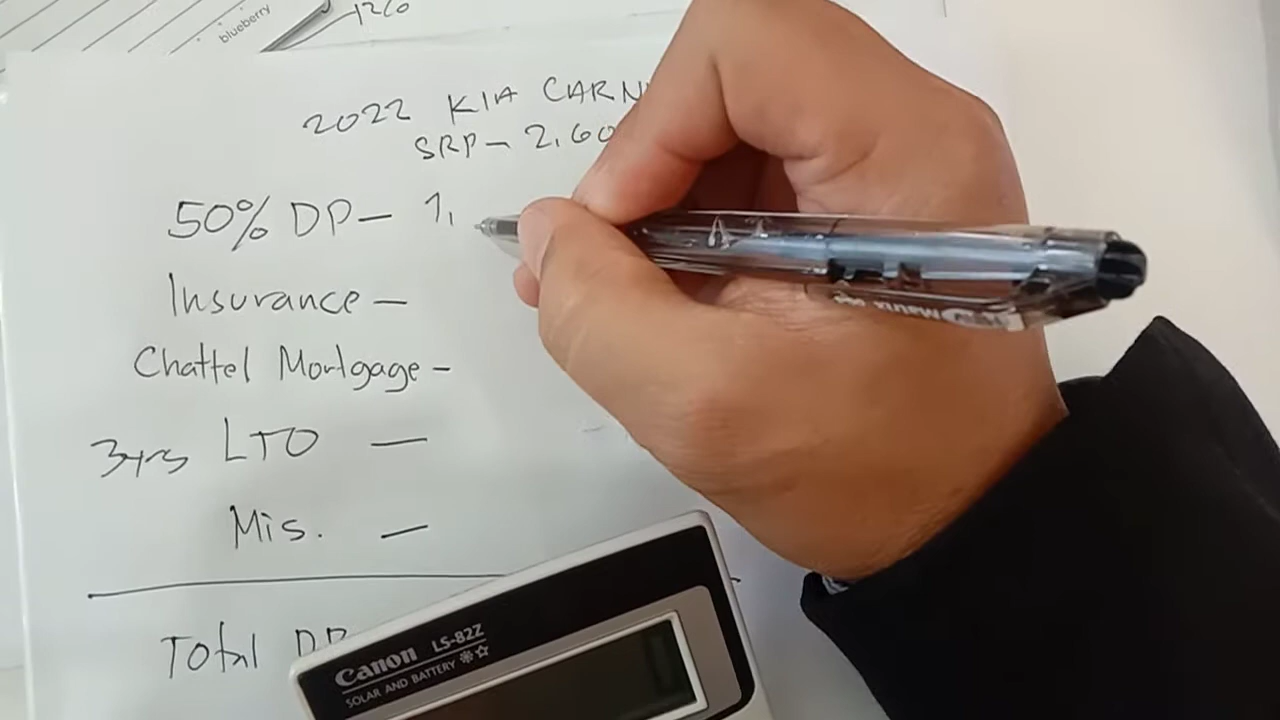 blueberry
2022 KIA CARN
SRP - 2.60
50% DP - 1,
Insurance -
Chattel Mortgage -
3yrs LTO -
Mis. -
Total DP
Canon LS-82Z
SOLAR AND BATTERY